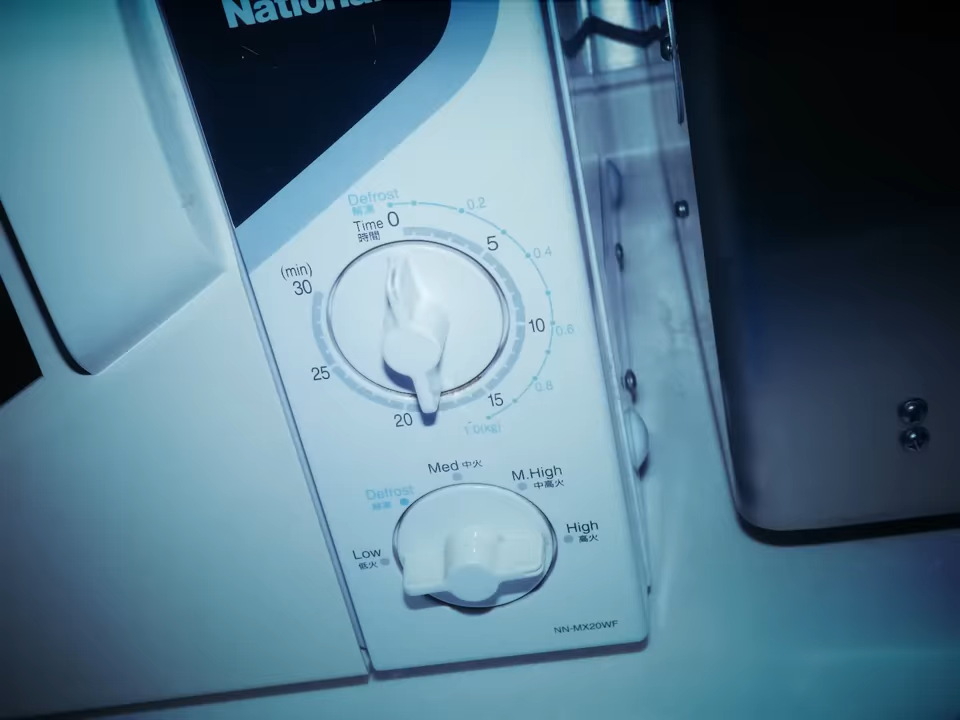 National
Defrost
解凍
0.2
Time 0
時間
5
0.4
(min)
30
10
0.6
25
0.8
15
20
1.0(kg)
Med 中火
M.High
中高火
Defrost
解凍
High
高火
Low
低火
NN-MX20WF